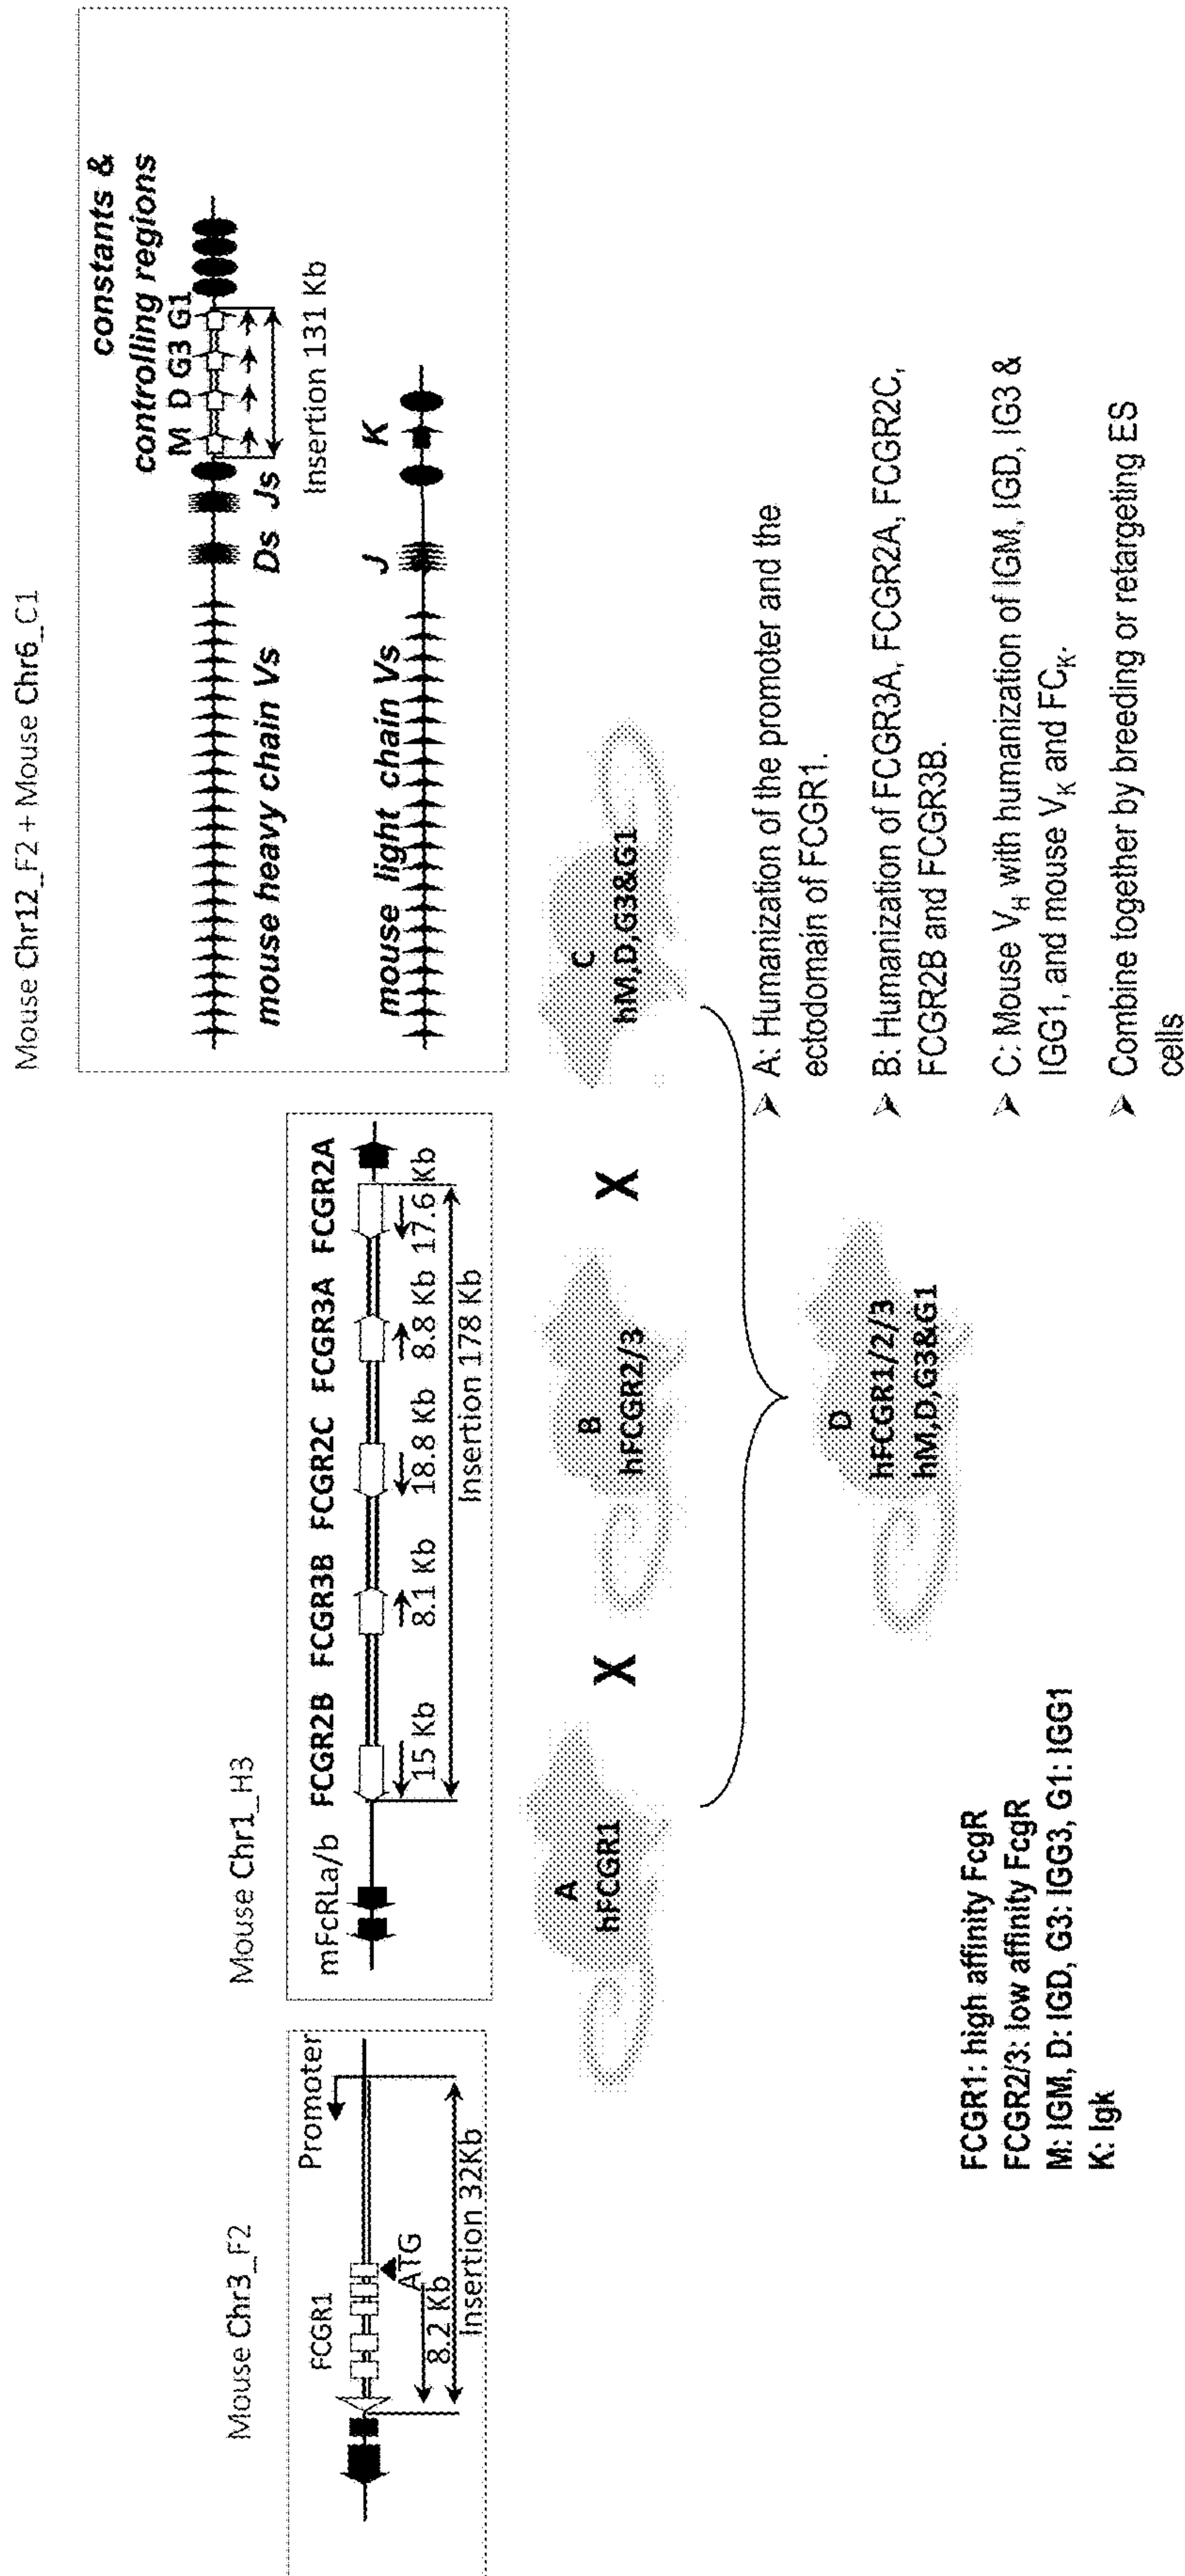 Mouse Chr3_F2
FCGR1
Promoter
ATG
8.2 Kb
Insertion 32Kb
Mouse Chr1_H3
mFcRLa/b
FCGR2B FCGR3B FCGR2C FCGR3A FCGR2A
15 Kb
8.1 Kb
18.8 Kb
8.8 Kb
17.6 Kb
Insertion 178 Kb
Mouse Chr12_F2 + Mouse Chr6_C1
constants &
controlling regions
M D G3 G1
Ds Js
mouse heavy chain Vs
Insertion 131 Kb
J K
mouse light chain Vs
A
hFCGR1
X
B
hFCGR2/3
X
C
hM,D,G3&G1
D
hFCGR1/2/3
hM,D,G3&G1
FCGR1: high affinity FcgR
FCGR2/3: low affinity FcgR
M: IGM, D: IGD, G3: IGG3, G1: IGG1
K: Igk
➢ A: Humanization of the promoter and the
ectodomain of FCGR1.
➢ B: Humanization of FCGR3A, FCGR2A, FCGR2C,
FCGR2B and FCGR3B.
➢ C: Mouse VH with humanization of IGM, IGD, IG3 &
IGG1, and mouse VK and FCK.
➢ Combine together by breeding or retargeting ES
cells